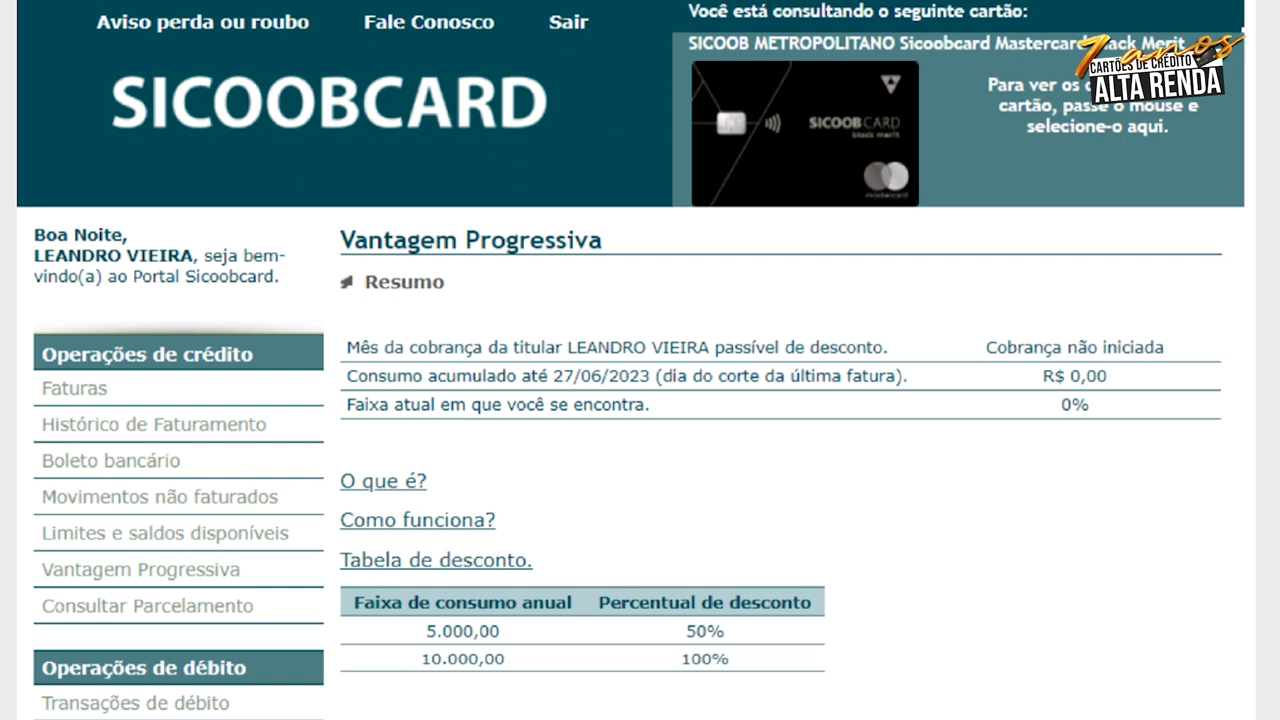 Aviso perda ou roubo Fale Conosco Sair
SICOOBCARD
Você está consultando o seguinte cartão:
SICOOB METROPOLITANO Sicoobcard Mastercard Black Merit
SICOOBCARD
black merit
Para ver os
cartão, passe o mouse e
selecione-o aqui.
7 anos
CARTÕES DE CRÉDITO
ALTA RENDA
Boa Noite,
LEANDRO VIEIRA, seja bem-
vindo(a) ao Portal Sicoobcard.
Operações de crédito
Faturas
Histórico de Faturamento
Boleto bancário
Movimentos não faturados
Limites e saldos disponíveis
Vantagem Progressiva
Consultar Parcelamento
Operações de débito
Transações de débito
Vantagem Progressiva
Resumo
Mês da cobrança da titular LEANDRO VIEIRA passível de desconto. Cobrança não iniciada
Consumo acumulado até 27/06/2023 (dia do corte da última fatura). R$ 0,00
Faixa atual em que você se encontra. 0%
O que é?
Como funciona?
Tabela de desconto.
Faixa de consumo anual Percentual de desconto
5.000,00 50%
10.000,00 100%